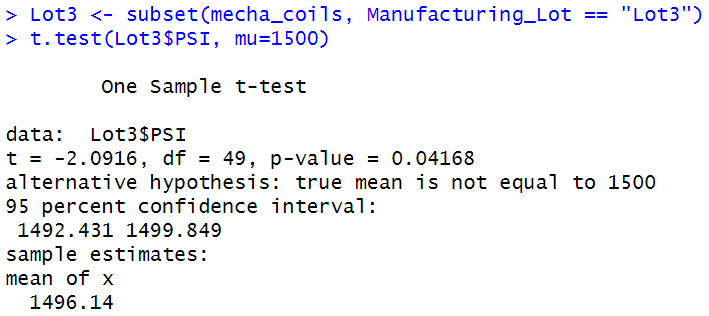 > Lot3 <- subset(mecha_coils, Manufacturing_Lot == "Lot3")
> t.test(Lot3$PSI, mu=1500)
One Sample t-test
data:  Lot3$PSI
t = -2.0916, df = 49, p-value = 0.04168
alternative hypothesis: true mean is not equal to 1500
95 percent confidence interval:
 1492.431 1499.849
sample estimates:
mean of x
  1496.14